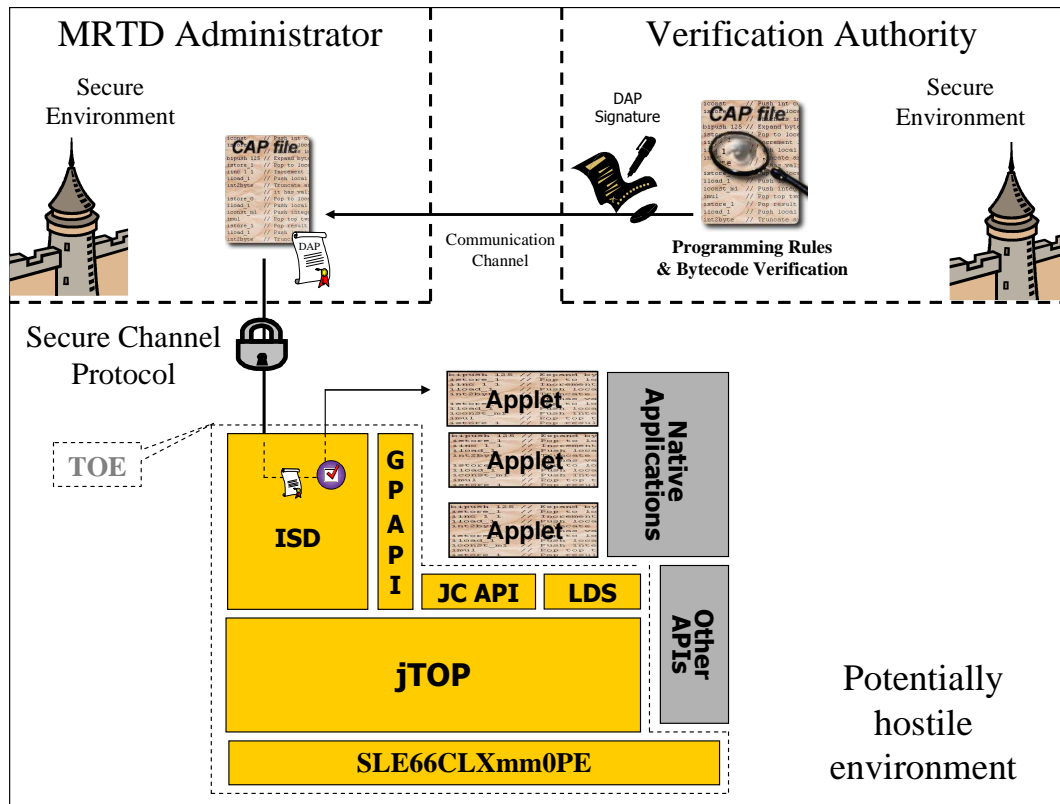 MRTD Administrator
Verification Authority
Secure
Environment
DAP
Signature
Secure
Environment
CAP file
CAP file
DAP
Communication
Channel
Programming Rules
& Bytecode Verification
Secure Channel
Protocol
TOE
ISD
GP API
Applet
Applet
Applet
Native
Applications
JC API
LDS
Other
APIs
jTOP
SLE66CLXmm0PE
Potentially
hostile
environment